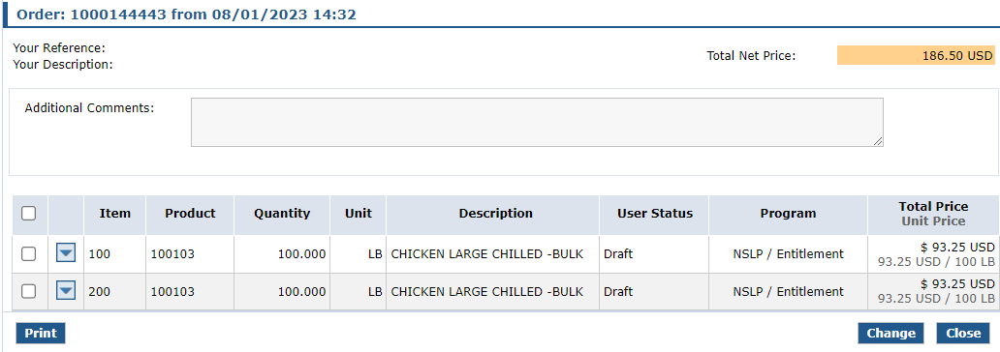 Order: 1000144443 from 08/01/2023 14:32
Your Reference:
Your Description:
Total Net Price: 186.50 USD
Additional Comments:
Item Product Quantity Unit Description User Status Program Total Price
Unit Price
100 100103 100.000 LB CHICKEN LARGE CHILLED -BULK Draft NSLP / Entitlement $ 93.25 USD
93.25 USD / 100 LB
200 100103 100.000 LB CHICKEN LARGE CHILLED -BULK Draft NSLP / Entitlement $ 93.25 USD
93.25 USD / 100 LB
Print Change Close